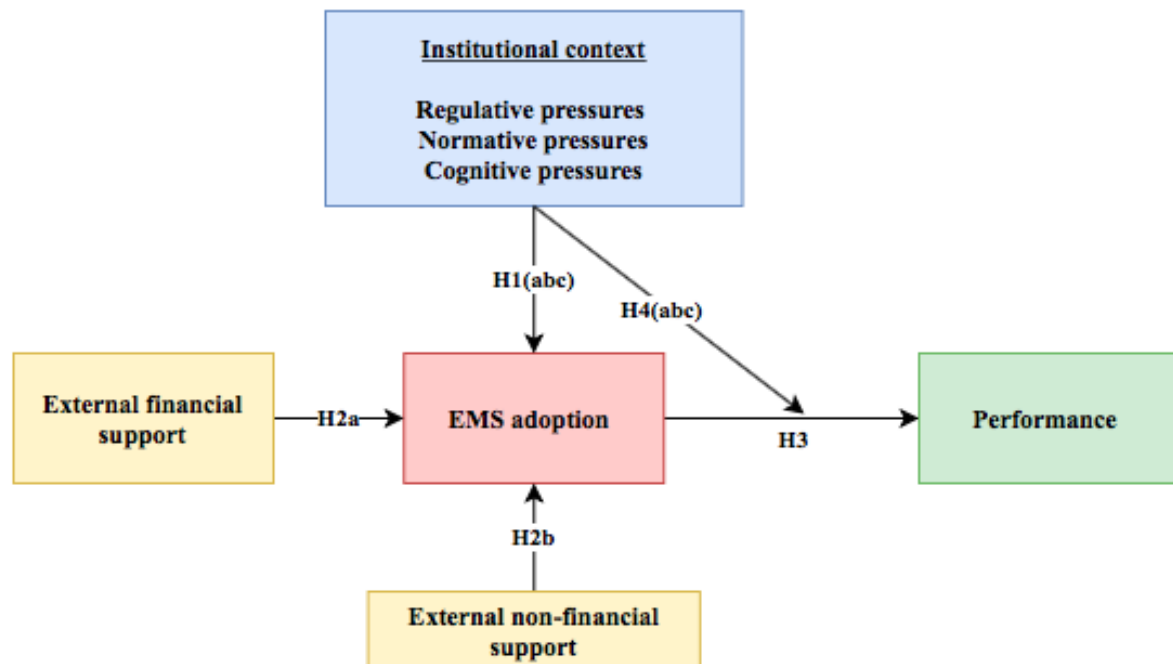 Institutional context
Regulative pressures
Normative pressures
Cognitive pressures
H1(abc)
H4(abc)
External financial
support
H2a
EMS adoption
H3
Performance
H2b
External non-financial
support